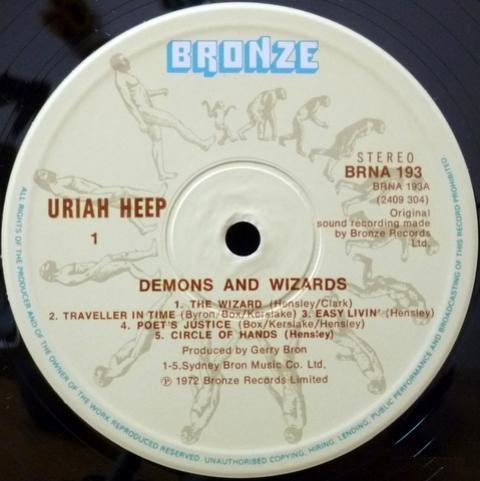 BRONZE
STEREO
BRNA 193
BRNA 193A
(2409 304)
Original
sound recording made
by Bronze Records
Ltd.
URIAH HEEP
1
DEMONS AND WIZARDS
1. THE WIZARD (Hensley/Clark)
2. TRAVELLER IN TIME (Byron/Box/Kerslake) 3. EASY LIVIN' (Hensley)
4. POET'S JUSTICE (Box/Kerslake/Hensley)
5. CIRCLE OF HANDS (Hensley)
Produced by Gerry Bron
1-5. Sydney Bron Music Co. Ltd.
℗ 1972 Bronze Records Limited
ALL RIGHTS OF THE PRODUCER AND OF THE OWNER OF THE WORK REPRODUCED RESERVED. UNAUTHORISED COPYING, HIRING, LENDING, PUBLIC PERFORMANCE AND BROADCASTING OF THIS RECORD PROHIBITED.